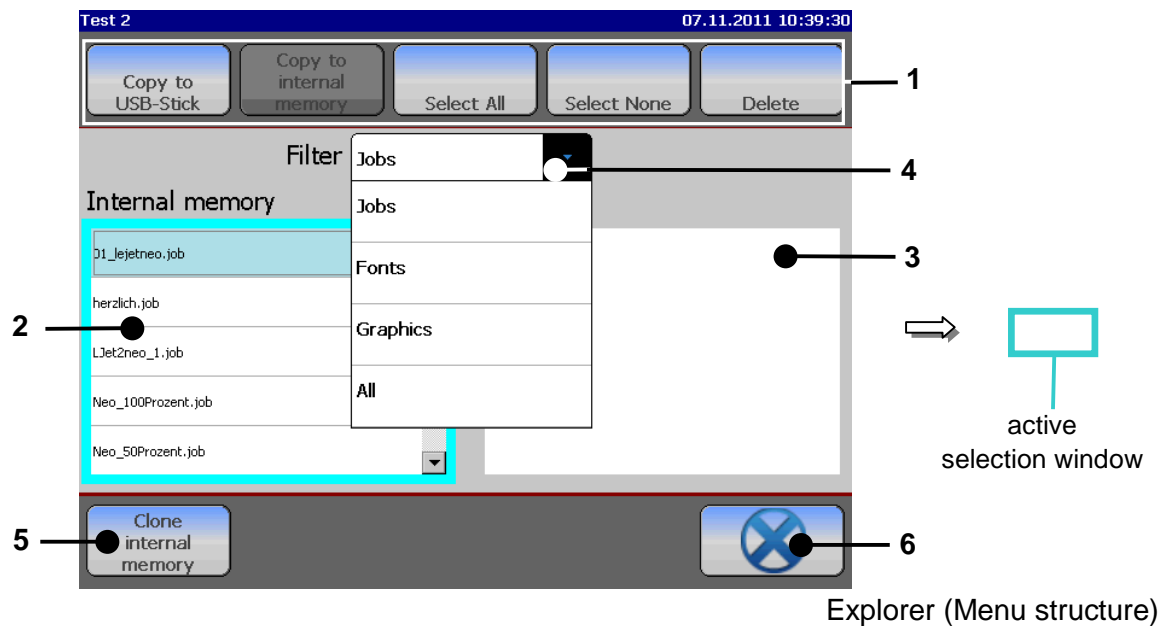 Test 2 07.11.2011 10:39:30
Copy to
USB-Stick
Copy to
internal
memory
Select All
Select None
Delete
1
Filter
Jobs
4
Internal memory
Jobs
01_lejetneo.job
3
Fonts
herzlich.job
2
Graphics
LJet2neo_1.job
All
Neo_100Prozent.job
active
selection window
Neo_50Prozent.job
Clone
internal
memory
5
6
Explorer (Menu structure)